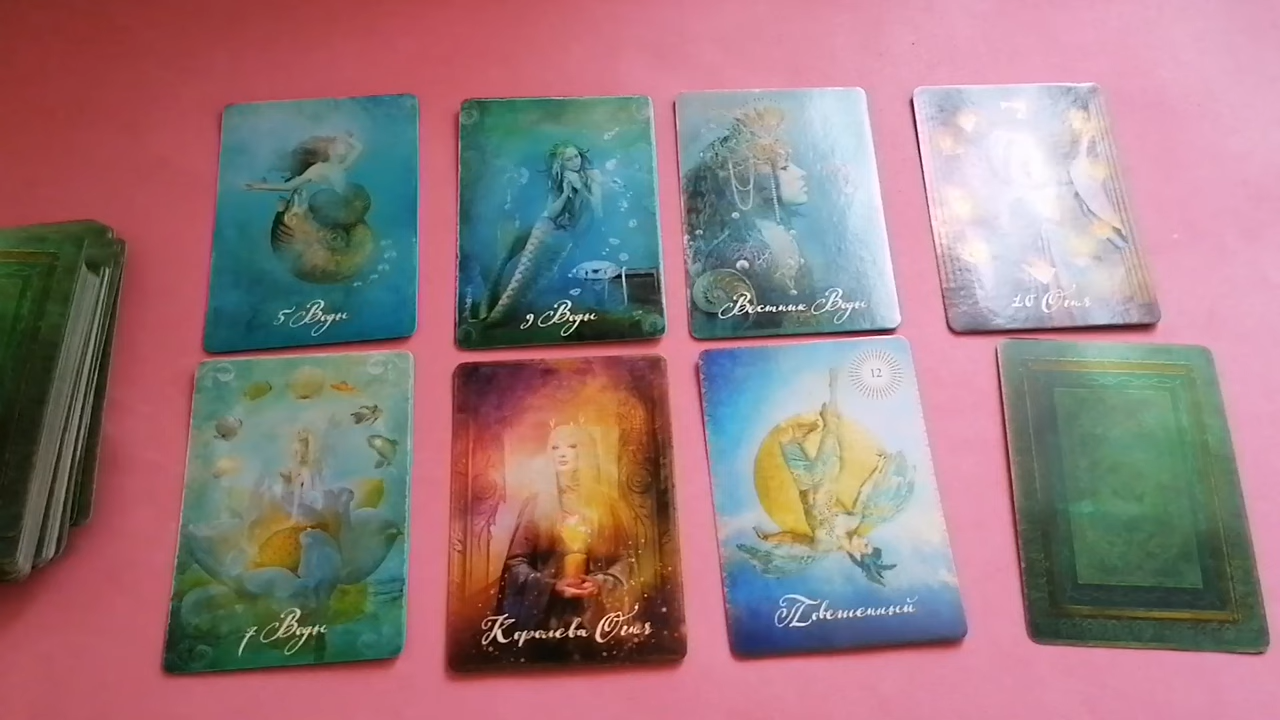 5 Воды
9 Воды
Вестник Воды
10 Огня
7 Воды
Королева Огня
12
Повешенный